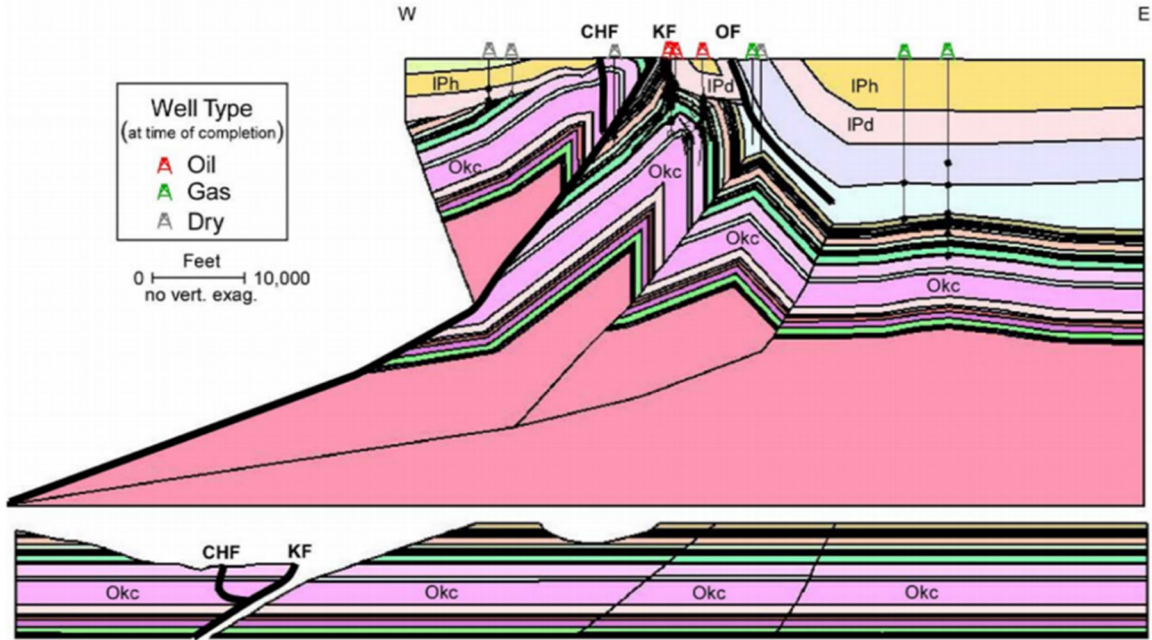 W
E
CHF KF OF
IPh
IPd
IPh
IPd
Well Type
(at time of completion)
Oil
Gas
Dry
Feet
0 10,000
no vert. exag.
Okc
Okc
Okc
Okc
CHF KF
Okc
Okc
Okc
Okc